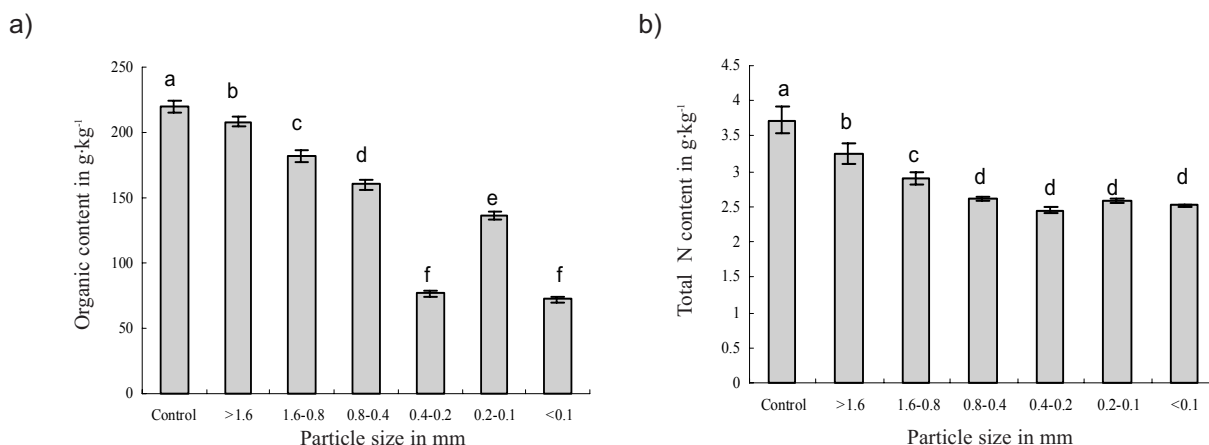 a)
250
200
150
100
50
0
Organic content in g·kg⁻¹
a
b
c
d
f
e
f
Control >1.6 1.6-0.8 0.8-0.4 0.4-0.2 0.2-0.1 <0.1
Particle size in mm
b)
4.5
4
3.5
3
2.5
2
1.5
1
0.5
0
Total N content in g·kg⁻¹
a
b
c
d
d
d
d
Control >1.6 1.6-0.8 0.8-0.4 0.4-0.2 0.2-0.1 <0.1
Particle size in mm